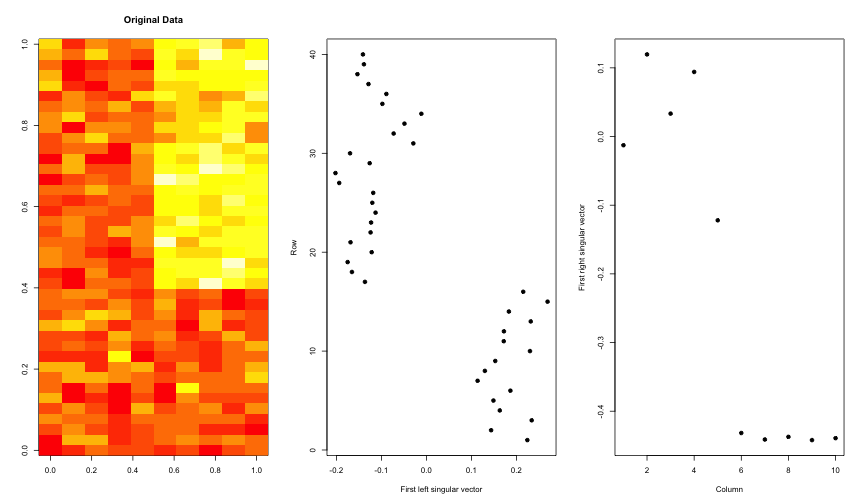 Original Data
1.0
0.8
0.6
0.4
0.2
0.0
0.0 0.2 0.4 0.6 0.8 1.0
Row
40
30
20
10
0
-0.2 -0.1 0.0 0.1 0.2
First left singular vector
First right singular vector
0.1
0.0
-0.1
-0.2
-0.3
-0.4
2 4 6 8 10
Column